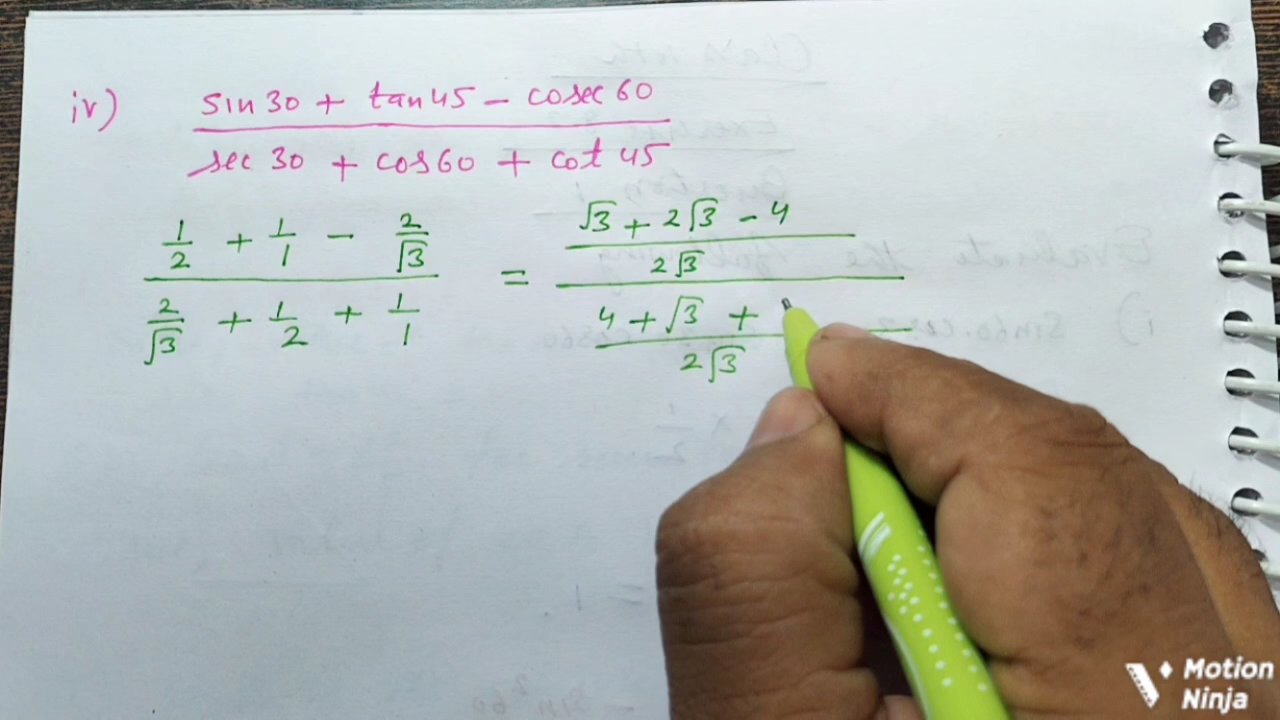 iv) sin 30 + tan 45 - cosec 60
sec 30 + cos 60 + cot 45
1/2 + 1/1 - 2/√3 = √3 + 2√3 - 4
2√3
2/√3 + 1/2 + 1/1 4 + √3 +
2√3
Motion
Ninja